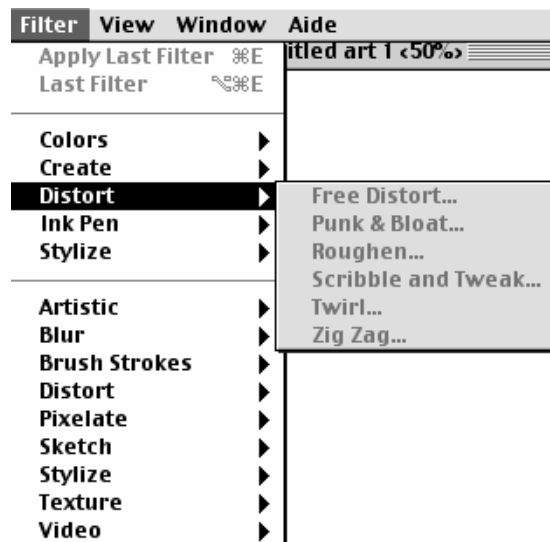 Filter View Window Aide
Apply Last Filter ⌘E
itled art 1 <50%>
Last Filter ⌥⌘E
Colors
Create
Distort
Free Distort...
Ink Pen
Punk & Bloat...
Stylize
Roughen...
Scribble and Tweak...
Artistic
Twirl...
Blur
Zig Zag...
Brush Strokes
Distort
Pixelate
Sketch
Stylize
Texture
Video